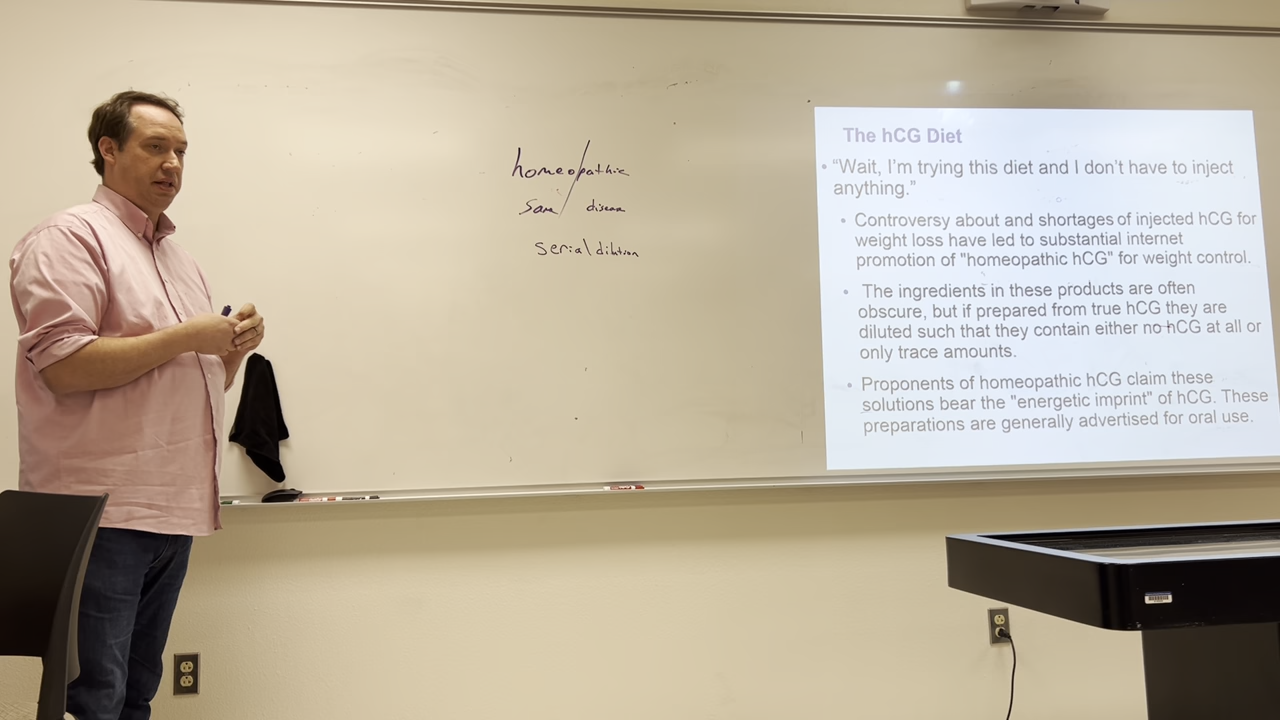 homeo/pathic
same / disease
serial dilution
The hCG Diet
• “Wait, I’m trying this diet and I don’t have to inject
anything.”
• Controversy about and shortages of injected hCG for
weight loss have led to substantial internet
promotion of "homeopathic hCG" for weight control.
• The ingredients in these products are often
obscure, but if prepared from true hCG they are
diluted such that they contain either no hCG at all or
only trace amounts.
• Proponents of homeopathic hCG claim these
solutions bear the "energetic imprint" of hCG. These
preparations are generally advertised for oral use.